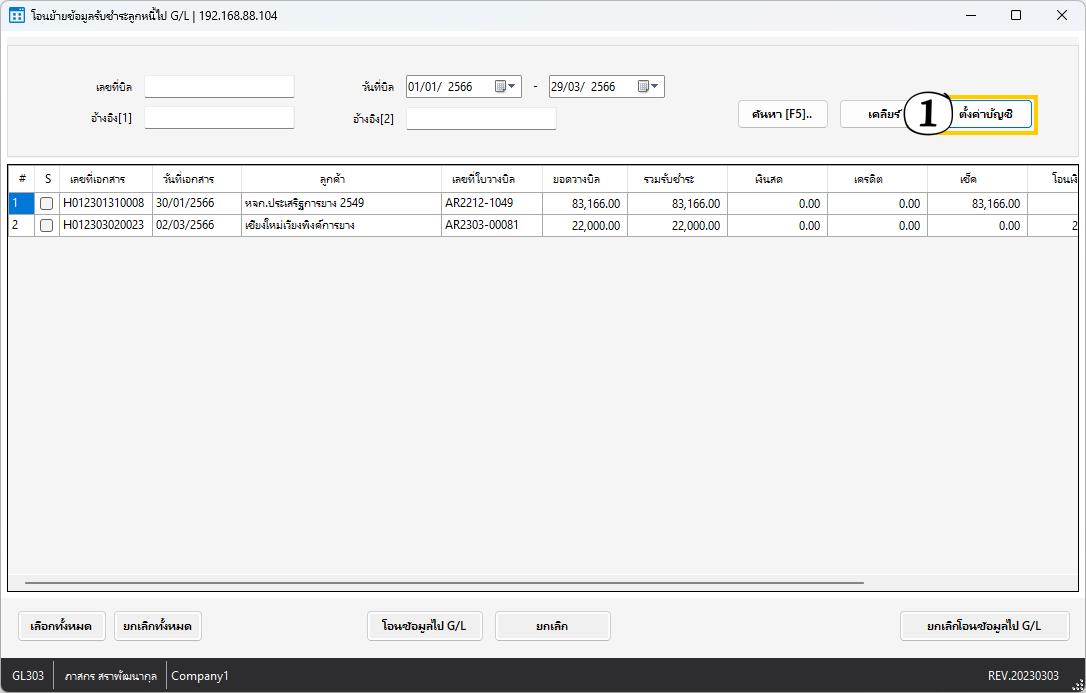 โอนย้ายข้อมูลรับชำระลูกหนี้ไป G/L | 192.168.88.104
เลขที่บิล วันที่บิล 01/01/ 2566 - 29/03/ 2566
อ้างอิง[1] อ้างอิง[2] ค้นหา [F5].. เคลียร์ 1 ตั้งค่าบัญชี
# S เลขที่เอกสาร วันที่เอกสาร ลูกค้า เลขที่ใบวางบิล ยอดวางบิล รวมรับชำระ เงินสด เครดิต เช็ค
1 H012301310008 30/01/2566 หจก.ประเสริฐการยาง 2549 AR2212-1049 83,166.00 83,166.00 0.00 0.00 83,166.00
2 H012303020023 02/03/2566 เชียงใหม่เวียงพิงค์การยาง AR2303-00081 22,000.00 22,000.00 0.00 0.00 0.00 2
เลือกทั้งหมด ยกเลิกทั้งหมด โอนข้อมูลไป G/L ยกเลิก ยกเลิกโอนข้อมูลไป G/L
GL303 ภาสกร สราพัฒนากุล Company1 REV.20230303